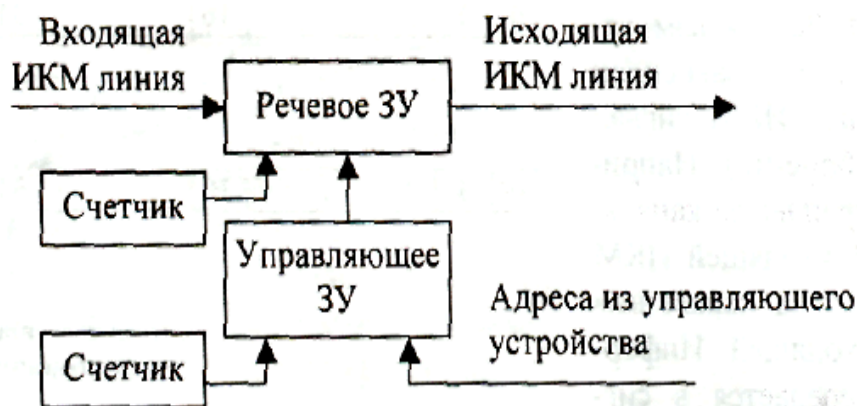 Входящая
ИКМ линия
Исходящая
ИКМ линия
Речевое ЗУ
Счетчик
Управляющее
ЗУ
Адреса из управляющего
устройства
Счетчик